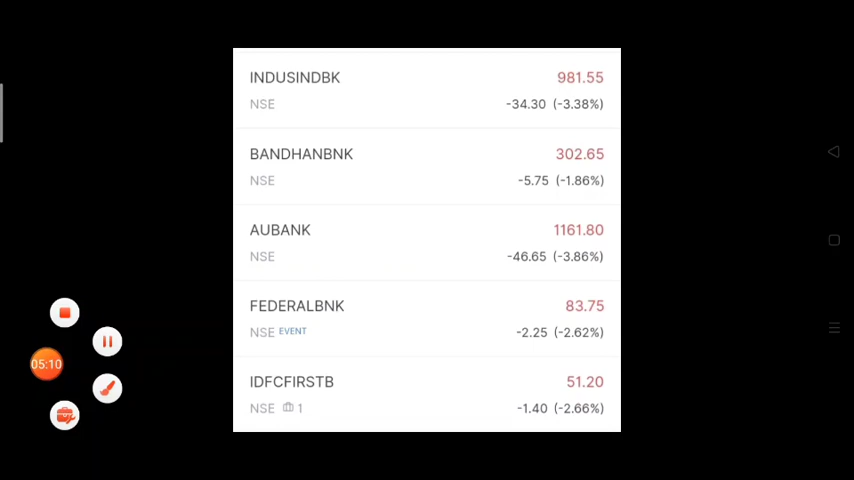 INDUSINDBK 981.55
NSE -34.30 (-3.38%)
BANDHANBNK 302.65
NSE -5.75 (-1.86%)
AUBANK 1161.80
NSE -46.65 (-3.86%)
FEDERALBNK 83.75
NSE EVENT -2.25 (-2.62%)
IDFCFIRSTB 51.20
NSE 1 -1.40 (-2.66%)
05:10